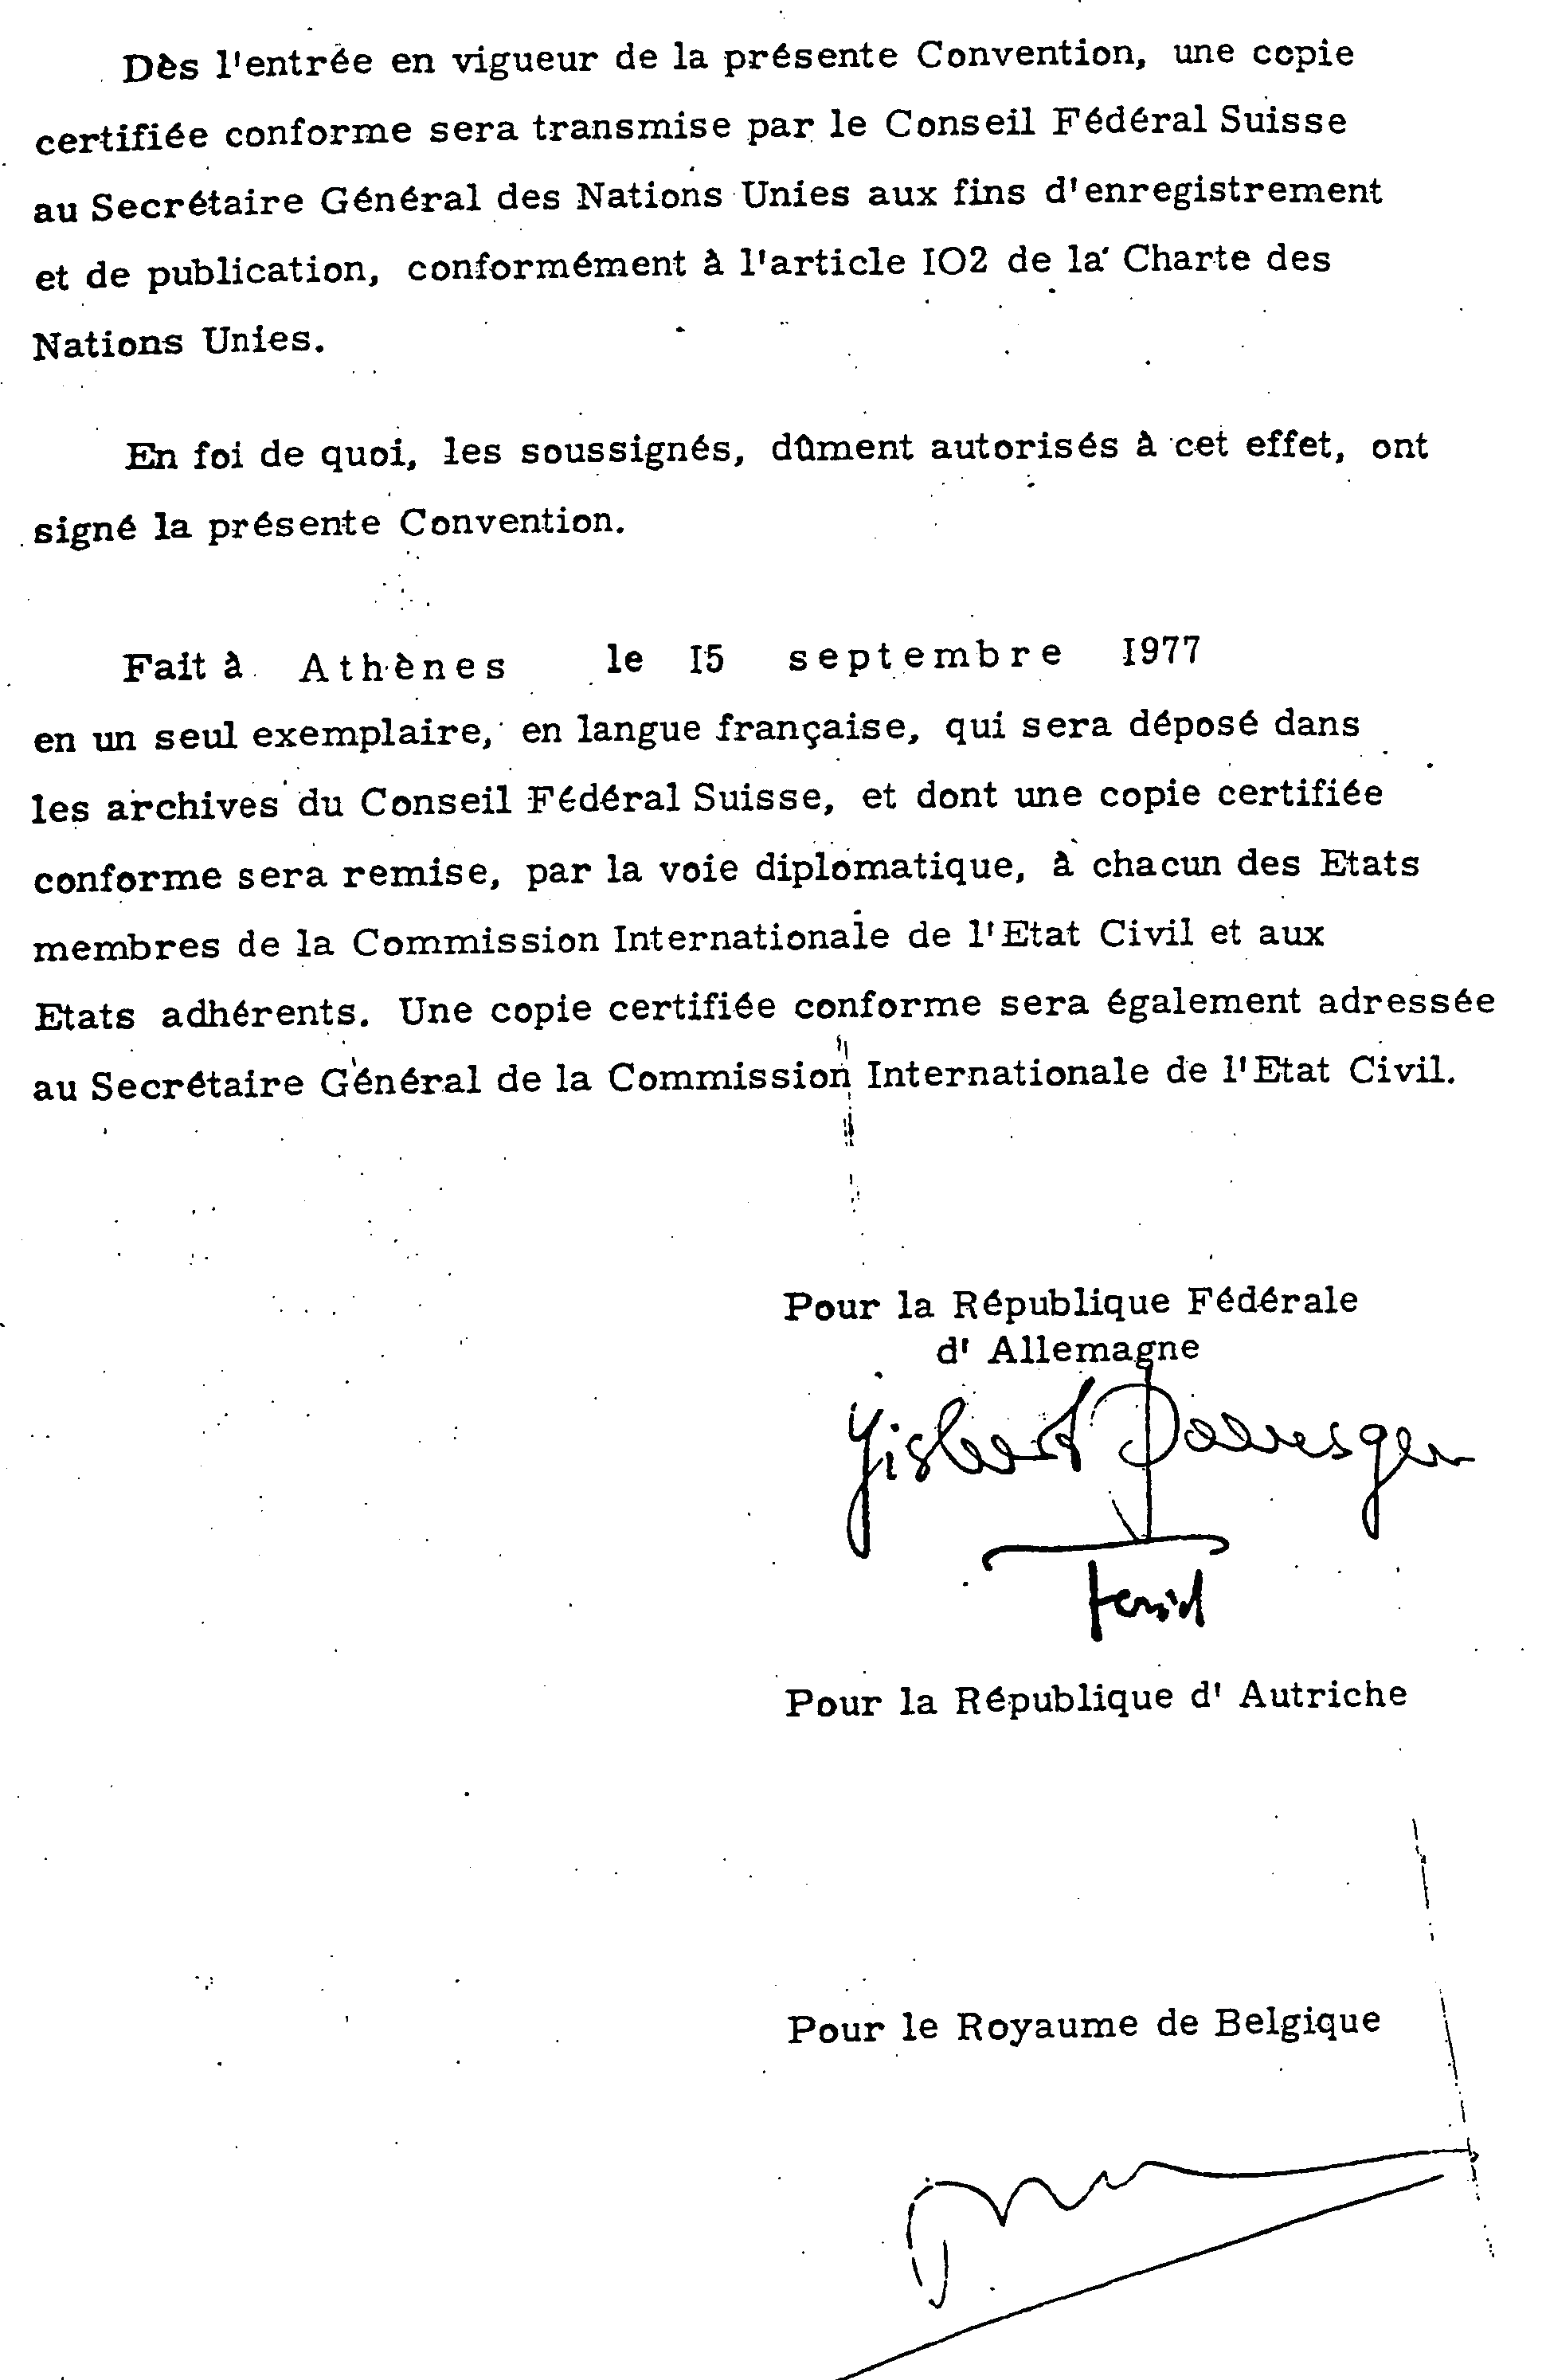 Dès l'entrée en vigueur de la présente Convention, une copie
certifiée conforme sera transmise par le Conseil Fédéral Suisse
au Secrétaire Général des Nations Unies aux fins d'enregistrement
et de publication, conformément à l'article IO2 de la Charte des
Nations Unies.
En foi de quoi, les soussignés, dûment autorisés à cet effet, ont
signé la présente Convention.
Fait à Athènes le I5 septembre I977
en un seul exemplaire, en langue française, qui sera déposé dans
les archives du Conseil Fédéral Suisse, et dont une copie certifiée
conforme sera remise, par la voie diplomatique, à chacun des Etats
membres de la Commission Internationale de l'Etat Civil et aux
Etats adhérents. Une copie certifiée conforme sera également adressée
au Secrétaire Général de la Commission Internationale de l'Etat Civil.
Pour la République Fédérale
d' Allemagne
Gisbert
Pour la République d' Autriche
Pour le Royaume de Belgique